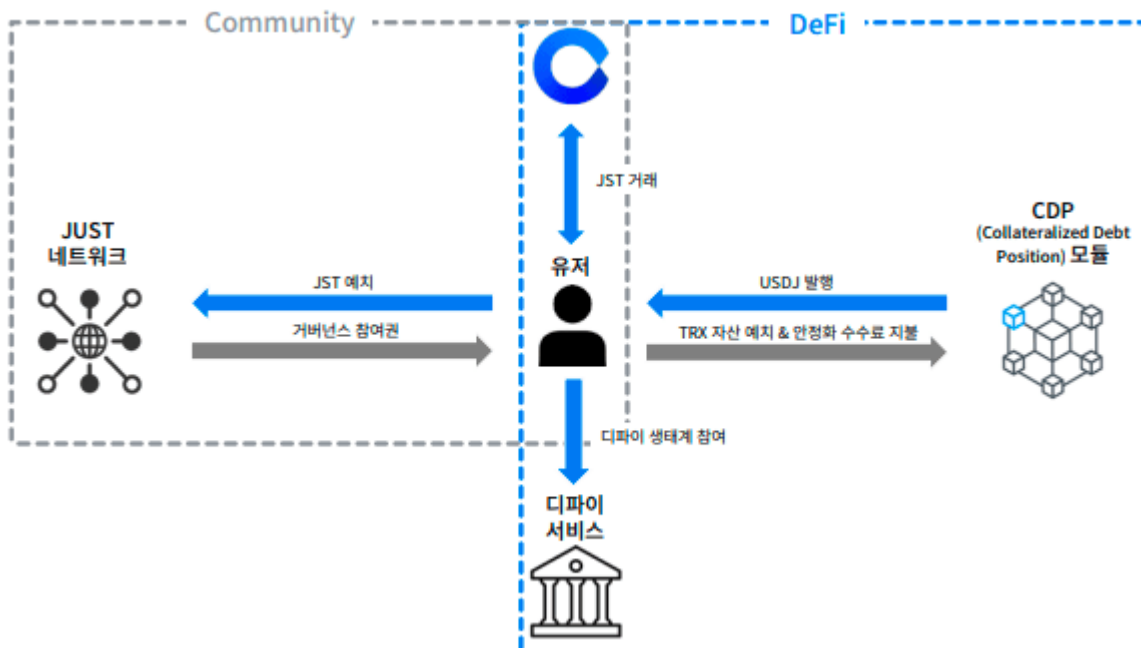 Community
DeFi
JST 거래
JUST
네트워크
CDP
(Collateralized Debt
Position) 모듈
유저
JST 예치
USDJ 발행
거버넌스 참여권
TRX 자산 예치 & 안정화 수수료 지불
디파이 생태계 참여
디파이
서비스